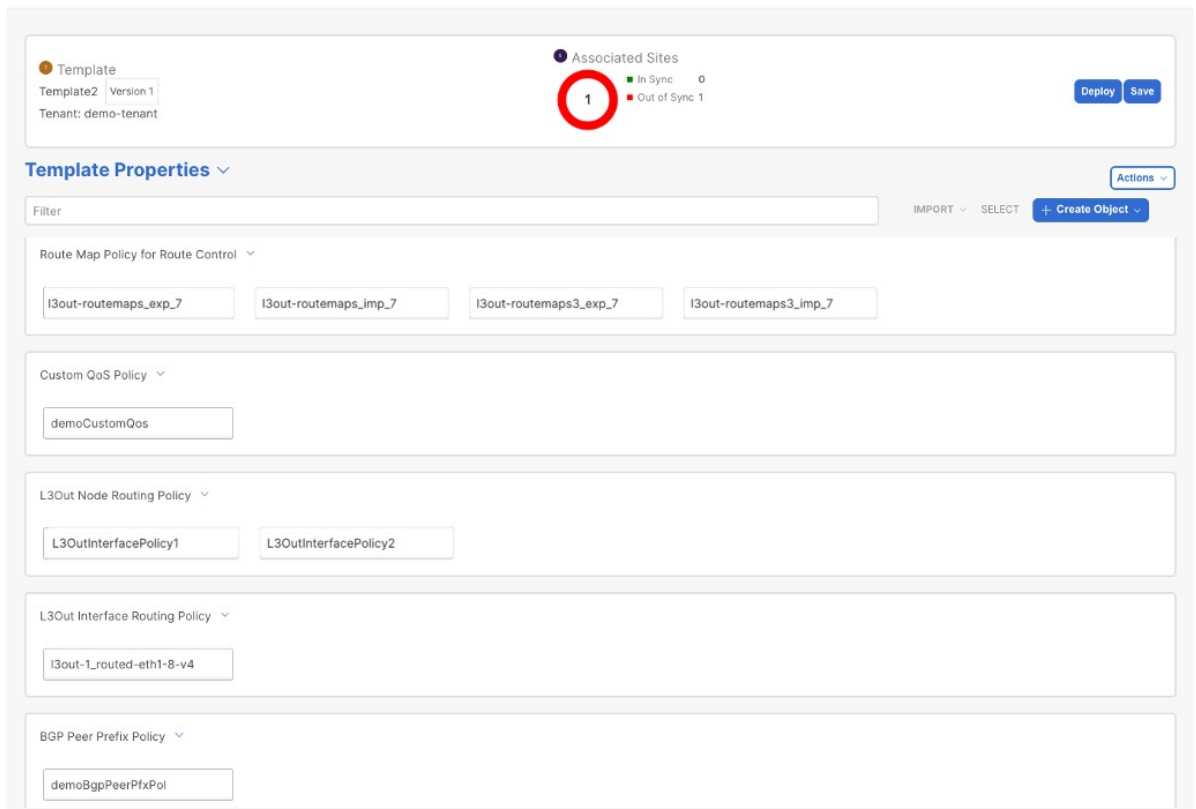 Template
Template2 Version 1
Tenant: demo-tenant
Associated Sites
1
In Sync 0
Out of Sync 1
Deploy Save
Template Properties
Actions
Filter
IMPORT SELECT + Create Object
Route Map Policy for Route Control
l3out-routemaps_exp_7 l3out-routemaps_imp_7 l3out-routemaps3_exp_7 l3out-routemaps3_imp_7
Custom QoS Policy
demoCustomQos
L3Out Node Routing Policy
L3OutInterfacePolicy1 L3OutInterfacePolicy2
L3Out Interface Routing Policy
l3out-1_routed-eth1-8-v4
BGP Peer Prefix Policy
demoBgpPeerPfxPol